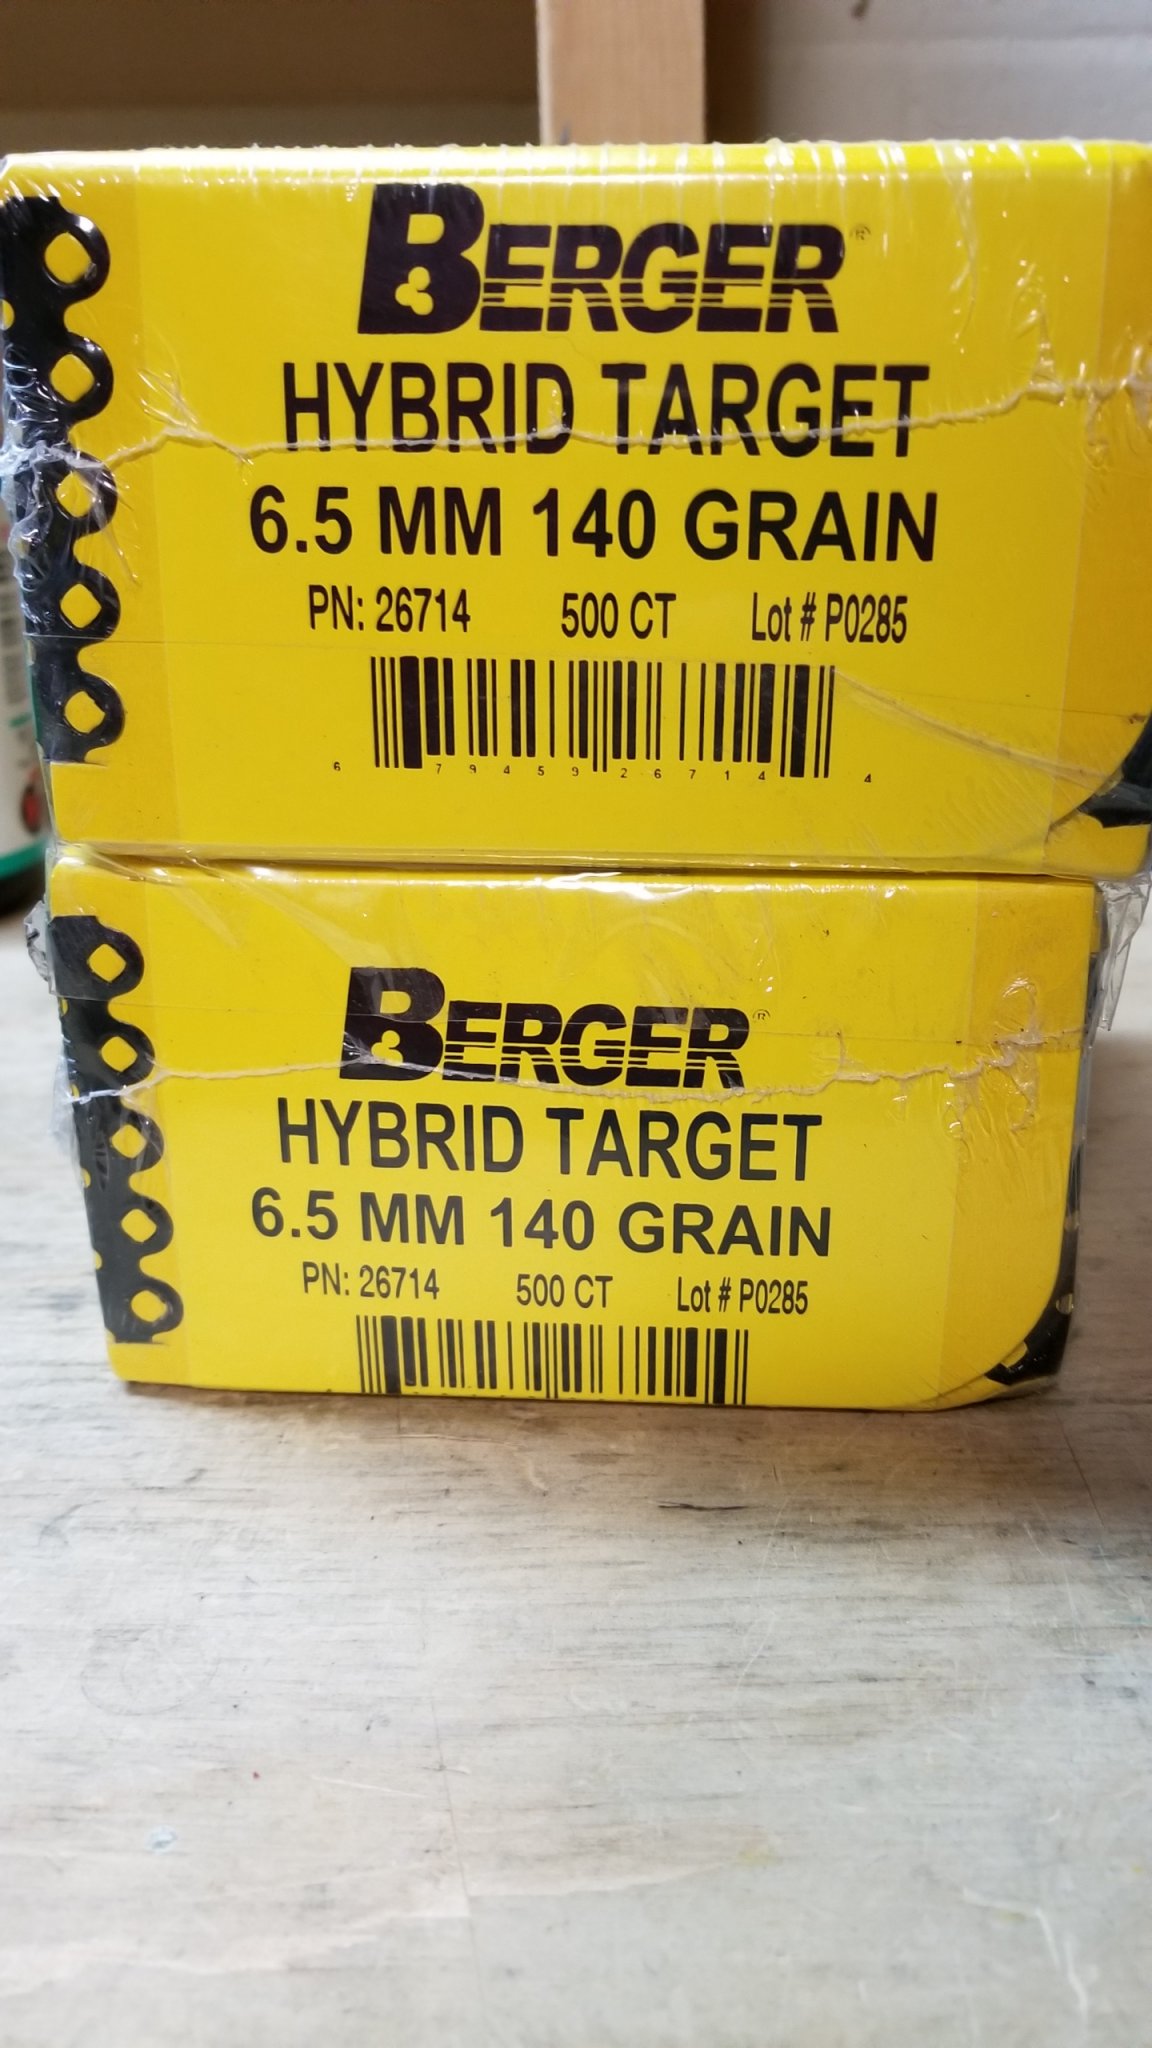 BERGER®
HYBRID TARGET
6.5 MM 140 GRAIN
PN: 26714 500 CT Lot # P0285
6 79459 26714 4
BERGER®
HYBRID TARGET
6.5 MM 140 GRAIN
PN: 26714 500 CT Lot # P0285